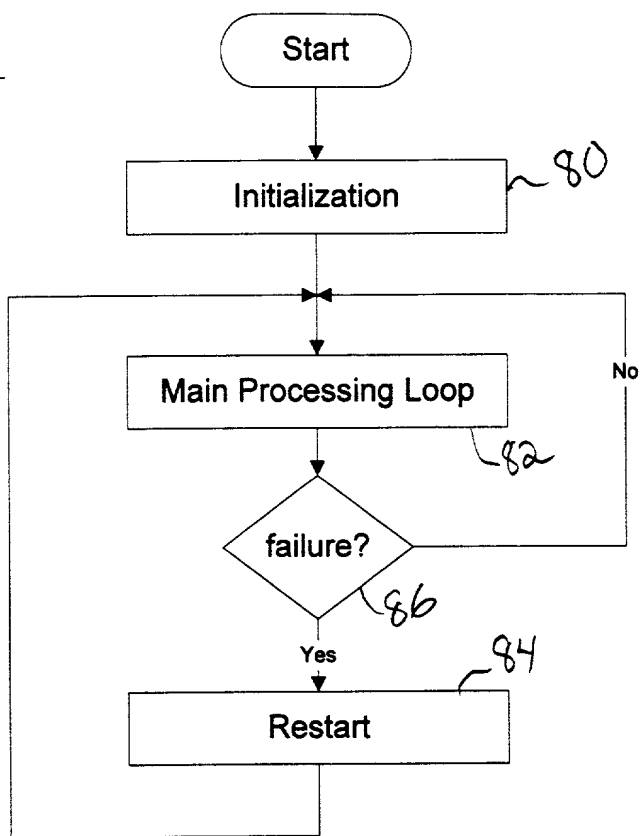 Start
Initialization
80
No
Main Processing Loop
82
failure?
86
Yes
84
Restart